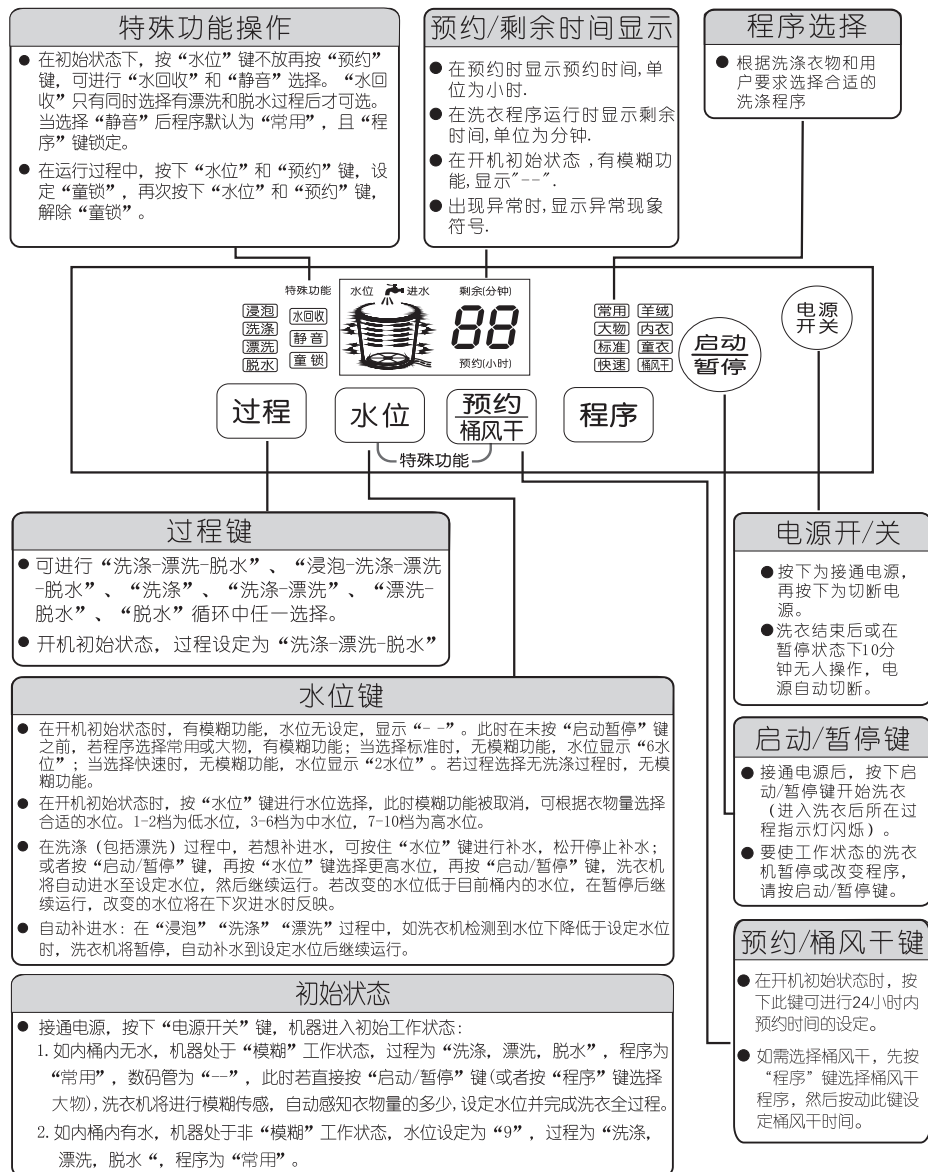 特殊功能操作
● 在初始状态下，按“水位”键不放再按“预约”
键，可进行“水回收”和“静音”选择。“水回
收”只有同时选择有漂洗和脱水过程后才可选。
当选择“静音”后程序默认为“常用”，且“程
序”键锁定。
● 在运行过程中，按下“水位”和“预约”键，设
定“童锁”，再次按下“水位”和“预约”键，
解除“童锁”。
预约/剩余时间显示
● 在预约时显示预约时间,单
位为小时.
● 在洗衣程序运行时显示剩余
时间,单位为分钟.
● 在开机初始状态,有模糊功
能,显示"--".
● 出现异常时,显示异常现象
符号.
程序选择
● 根据洗涤衣物和用
户要求选择合适的
洗涤程序
特殊功能
浸泡
洗涤
漂洗
脱水
水回收
静音
童锁
水位
进水
剩余(分钟)
88
预约(小时)
常用 羊绒
大物 内衣
标准 童衣
快速 桶风干
启动
暂停
电源
开关
过程
水位
预约
桶风干
程序
特殊功能
过程键
● 可进行“洗涤-漂洗-脱水”、“浸泡-洗涤-漂洗
-脱水”、“洗涤”、“洗涤-漂洗”、“漂洗-
脱水”、“脱水”循环中任一选择。
● 开机初始状态，过程设定为“洗涤-漂洗-脱水”
水位键
● 在开机初始状态时，有模糊功能，水位无设定，显示“- -”。此时在未按“启动暂停”键
之前，若程序选择常用或大物，有模糊功能；当选择标准时，无模糊功能，水位显示“6水
位”；当选择快速时，无模糊功能，水位显示“2水位”。若过程选择无洗涤过程时，无模
糊功能。
● 在开机初始状态时，按“水位”键进行水位选择，此时模糊功能被取消，可根据衣物量选择
合适的水位。1-2档为低水位，3-6档为中水位，7-10档为高水位。
● 在洗涤（包括漂洗）过程中，若想补进水，可按住“水位”键进行补水，松开停止补水；
或者按“启动/暂停”键，再按“水位”键选择更高水位，再按“启动/暂停”键，洗衣机
将自动进水至设定水位，然后继续运行。若改变的水位低于目前桶内的水位，在暂停后继
续运行，改变的水位将在下次进水时反映。
● 自动补进水：在“浸泡”“洗涤”“漂洗”过程中，如洗衣机检测到水位下降低于设定水位
时，洗衣机将暂停，自动补水到设定水位后继续运行。
初始状态
● 接通电源，按下“电源开关”键，机器进入初始工作状态：
1. 如内桶内无水，机器处于“模糊”工作状态，过程为“洗涤，漂洗，脱水”，程序为
“常用”，数码管为“--”，此时若直接按“启动/暂停”键(或者按“程序”键选择
大物),洗衣机将进行模糊传感，自动感知衣物量的多少,设定水位并完成洗衣全过程。
2. 如内桶内有水，机器处于非“模糊”工作状态，水位设定为“9”，过程为“洗涤，
漂洗，脱水“，程序为“常用”。
电源开/关
● 按下为接通电源，
再按下为切断电
源。
● 洗衣结束后或在
暂停状态下10分
钟无人操作，电
源自动切断。
启动/暂停键
● 接通电源后，按下启
动/暂停键开始洗衣
（进入洗衣后所在过
程指示灯闪烁）。
● 要使工作状态的洗衣
机暂停或改变程序，
请按启动/暂停键。
预约/桶风干键
● 在开机初始状态时，按
下此键可进行24小时内
预约时间的设定。
● 如需选择桶风干，先按
“程序”键选择桶风干
程序，然后按动此键设
定桶风干时间。